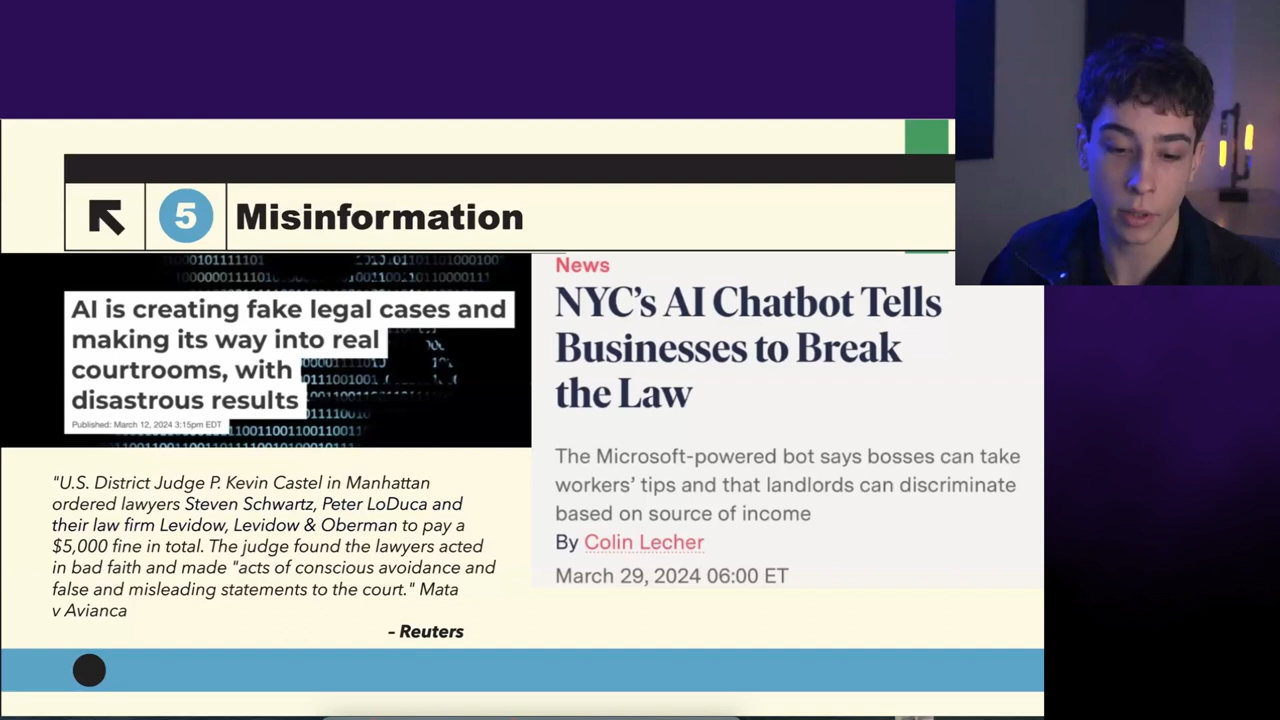 5 Misinformation
AI is creating fake legal cases and
making its way into real
courtrooms, with
disastrous results
Published: March 12, 2024 3:15pm EDT
"U.S. District Judge P. Kevin Castel in Manhattan
ordered lawyers Steven Schwartz, Peter LoDuca and
their law firm Levidow, Levidow & Oberman to pay a
$5,000 fine in total. The judge found the lawyers acted
in bad faith and made "acts of conscious avoidance and
false and misleading statements to the court." Mata
v Avianca
– Reuters
News
NYC's AI Chatbot Tells
Businesses to Break
the Law
The Microsoft-powered bot says bosses can take
workers' tips and that landlords can discriminate
based on source of income
By Colin Lecher
March 29, 2024 06:00 ET